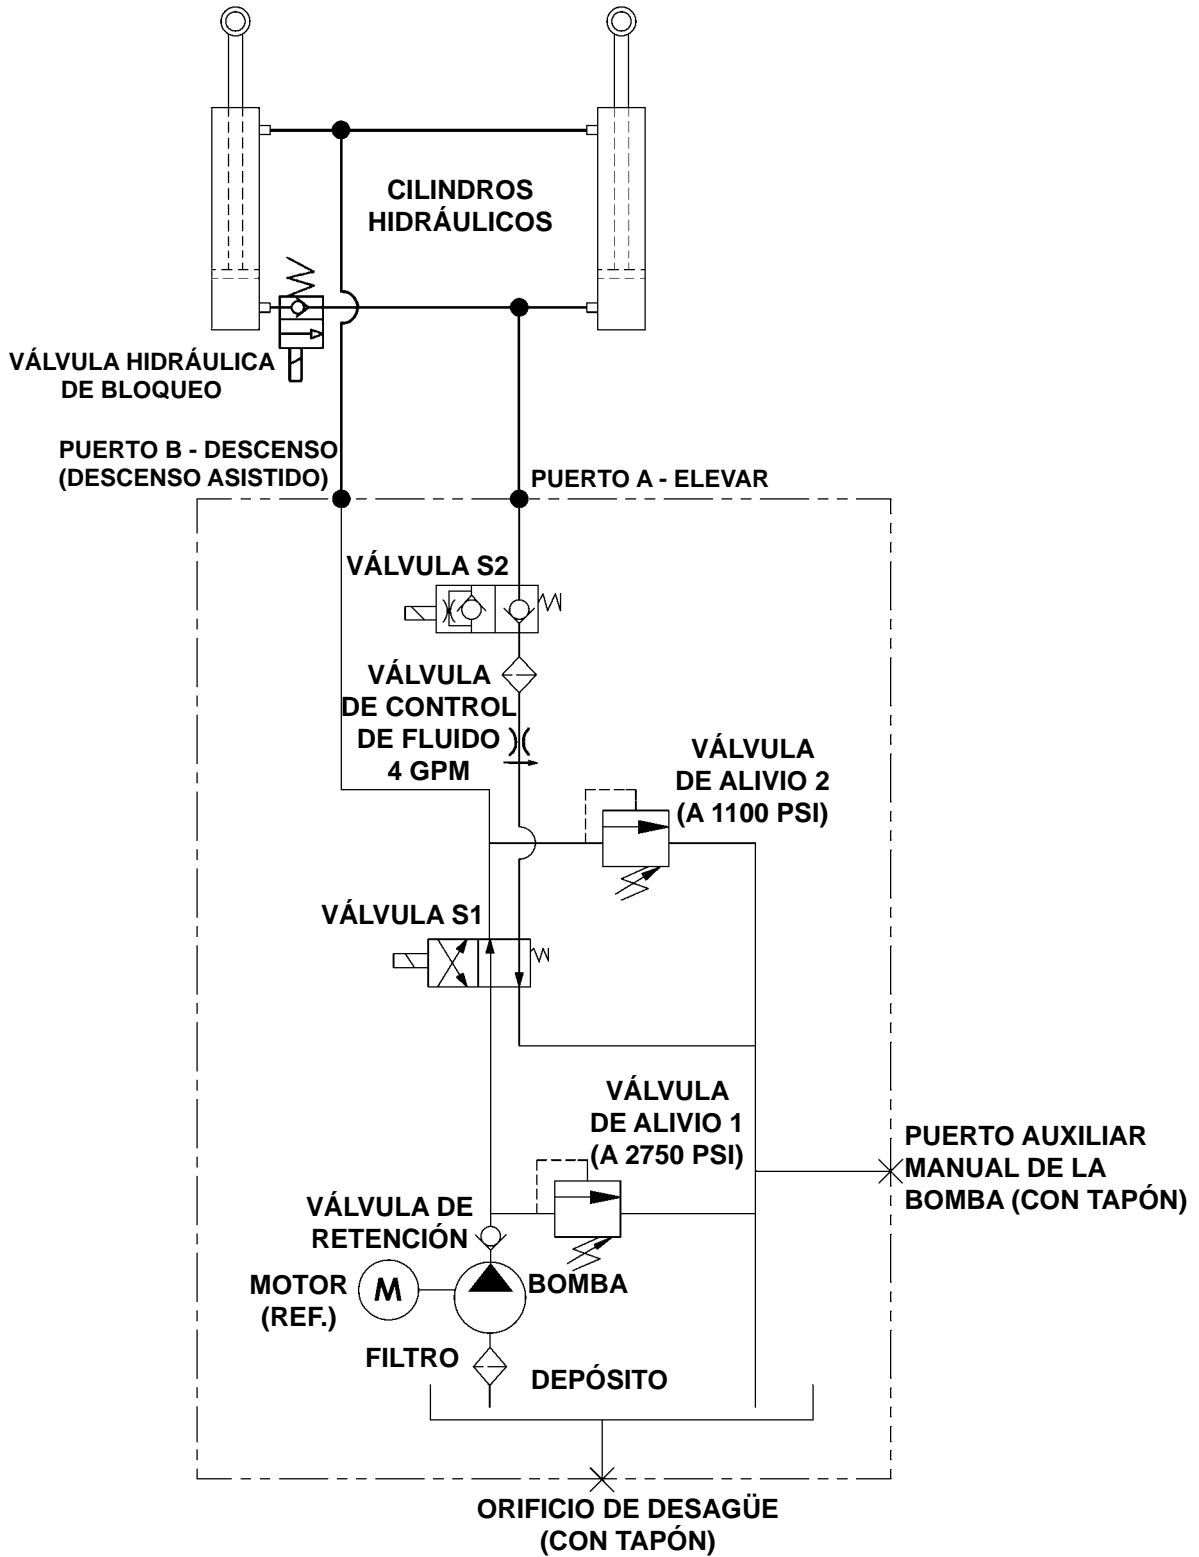 CILINDROS
HIDRÁULICOS
VÁLVULA HIDRÁULICA
DE BLOQUEO
PUERTO B - DESCENSO
(DESCENSO ASISTIDO)
PUERTO A - ELEVAR
VÁLVULA S2
VÁLVULA
DE CONTROL
DE FLUIDO
4 GPM
VÁLVULA
DE ALIVIO 2
(A 1100 PSI)
VÁLVULA S1
VÁLVULA
DE ALIVIO 1
(A 2750 PSI)
PUERTO AUXILIAR
MANUAL DE LA
BOMBA (CON TAPÓN)
VÁLVULA DE
RETENCIÓN
MOTOR
(REF.)
M
BOMBA
FILTRO
DEPÓSITO
ORIFICIO DE DESAGÜE
(CON TAPÓN)